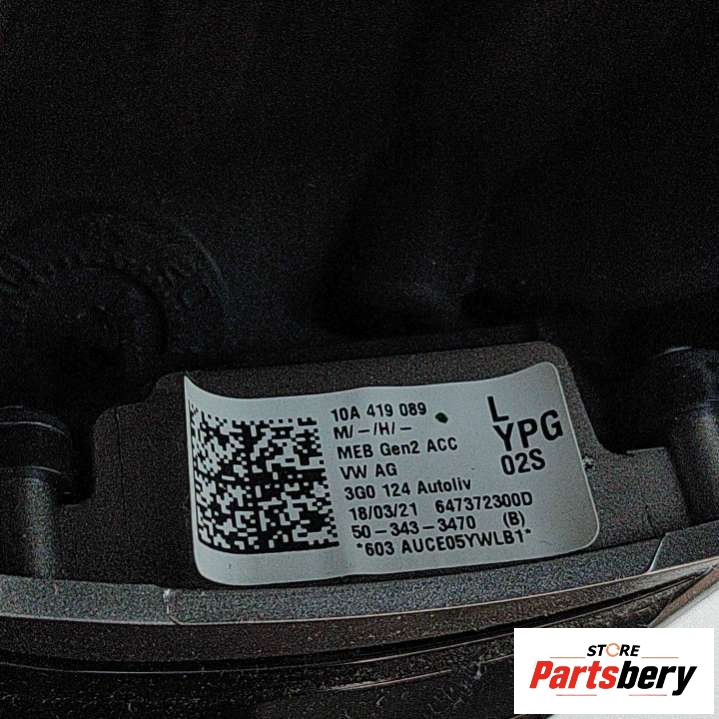 10A 419 089
L
M/-/H/-
YPG
MEB Gen2 ACC
02S
VW AG
3G0 124 Autoliv
18/03/21 647372300D
50-343-3470 (B)
*603 AUCE05YWLB1*
STORE
Partsbery